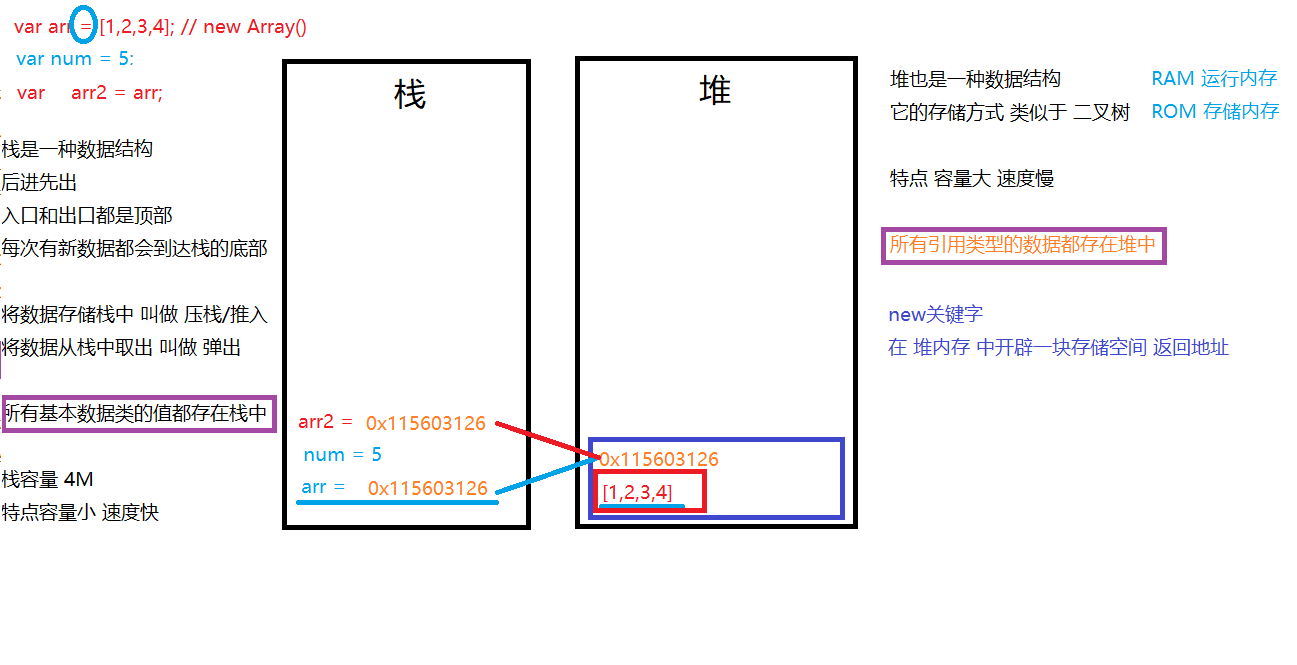 var arr = [1,2,3,4]; // new Array()
var num = 5:
var arr2 = arr;
栈是一种数据结构
后进先出
入口和出口都是顶部
每次有新数据都会到达栈的底部
将数据存储栈中 叫做 压栈/推入
将数据从栈中取出 叫做 弹出
所有基本数据类的值都存在栈中
栈容量 4M
特点容量小 速度快
栈
arr2 = 0x115603126
num = 5
arr = 0x115603126
堆
0x115603126
[1,2,3,4]
堆也是一种数据结构
它的存储方式 类似于 二叉树
RAM 运行内存
ROM 存储内存
特点 容量大 速度慢
所有引用类型的数据都存在堆中
new关键字
在 堆内存 中开辟一块存储空间 返回地址